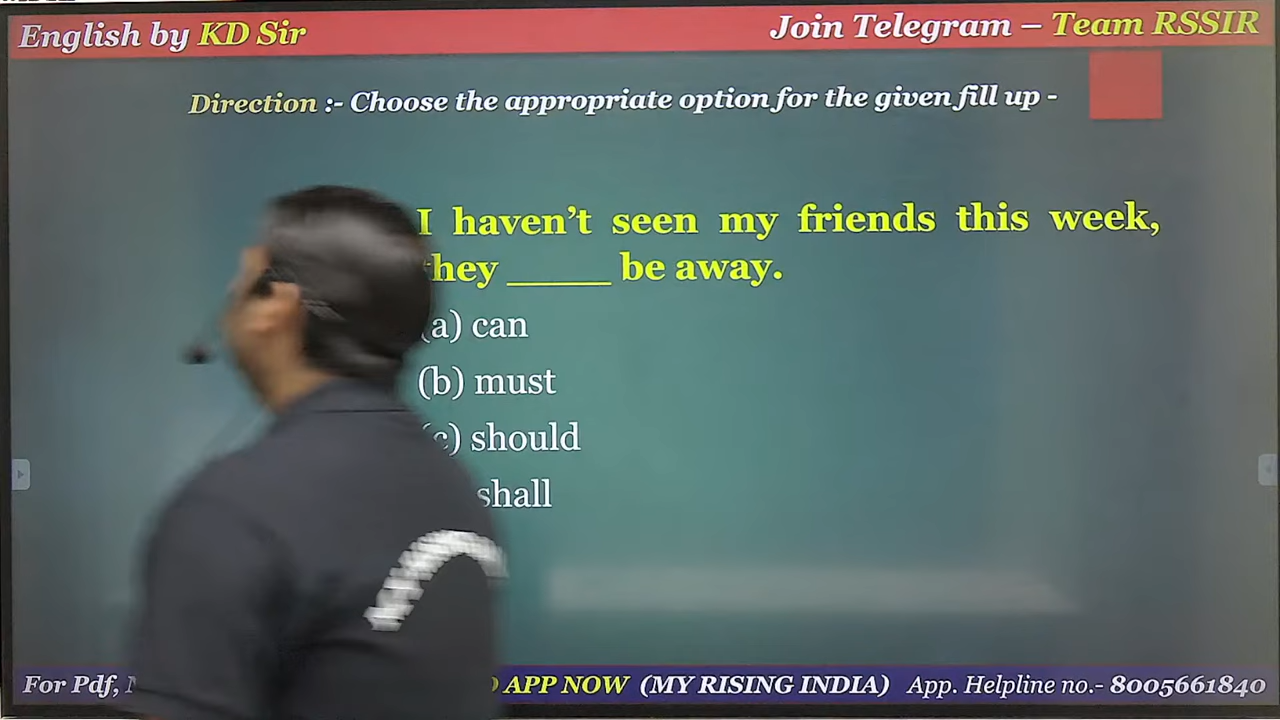 English by KD Sir
Join Telegram – Team RSSIR
Direction :- Choose the appropriate option for the given fill up -
I haven't seen my friends this week,
they _____ be away.
(a) can
(b) must
(c) should
shall
For Pdf, APP NOW (MY RISING INDIA) App. Helpline no.- 8005661840